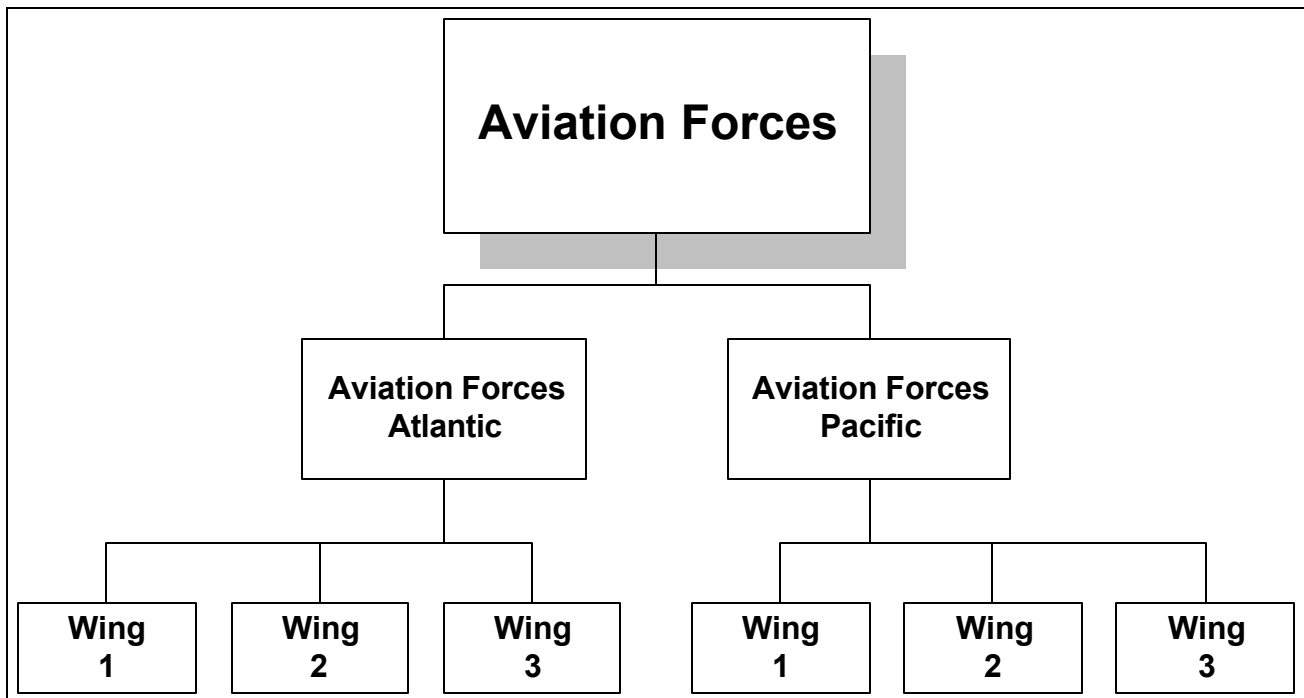 Aviation Forces
Aviation Forces
Atlantic
Aviation Forces
Pacific
Wing
1
Wing
2
Wing
3
Wing
1
Wing
2
Wing
3